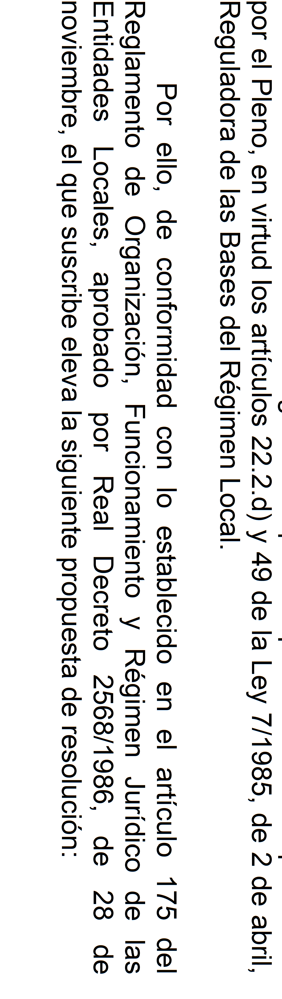 por el Pleno, en virtud los artículos 22.2.d) y 49 de la Ley 7/1985, de 2 de abril,
Reguladora de las Bases del Régimen Local.
Por ello, de conformidad con lo establecido en el artículo 175 del
Reglamento de Organización, Funcionamiento y Régimen Jurídico de las
Entidades Locales, aprobado por Real Decreto 2568/1986, de 28 de
noviembre, el que suscribe eleva la siguiente propuesta de resolución: